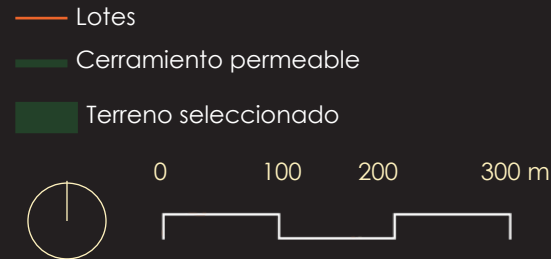 Lotes
Cerramiento permeable
Terreno seleccionado
0 100 200 300 m